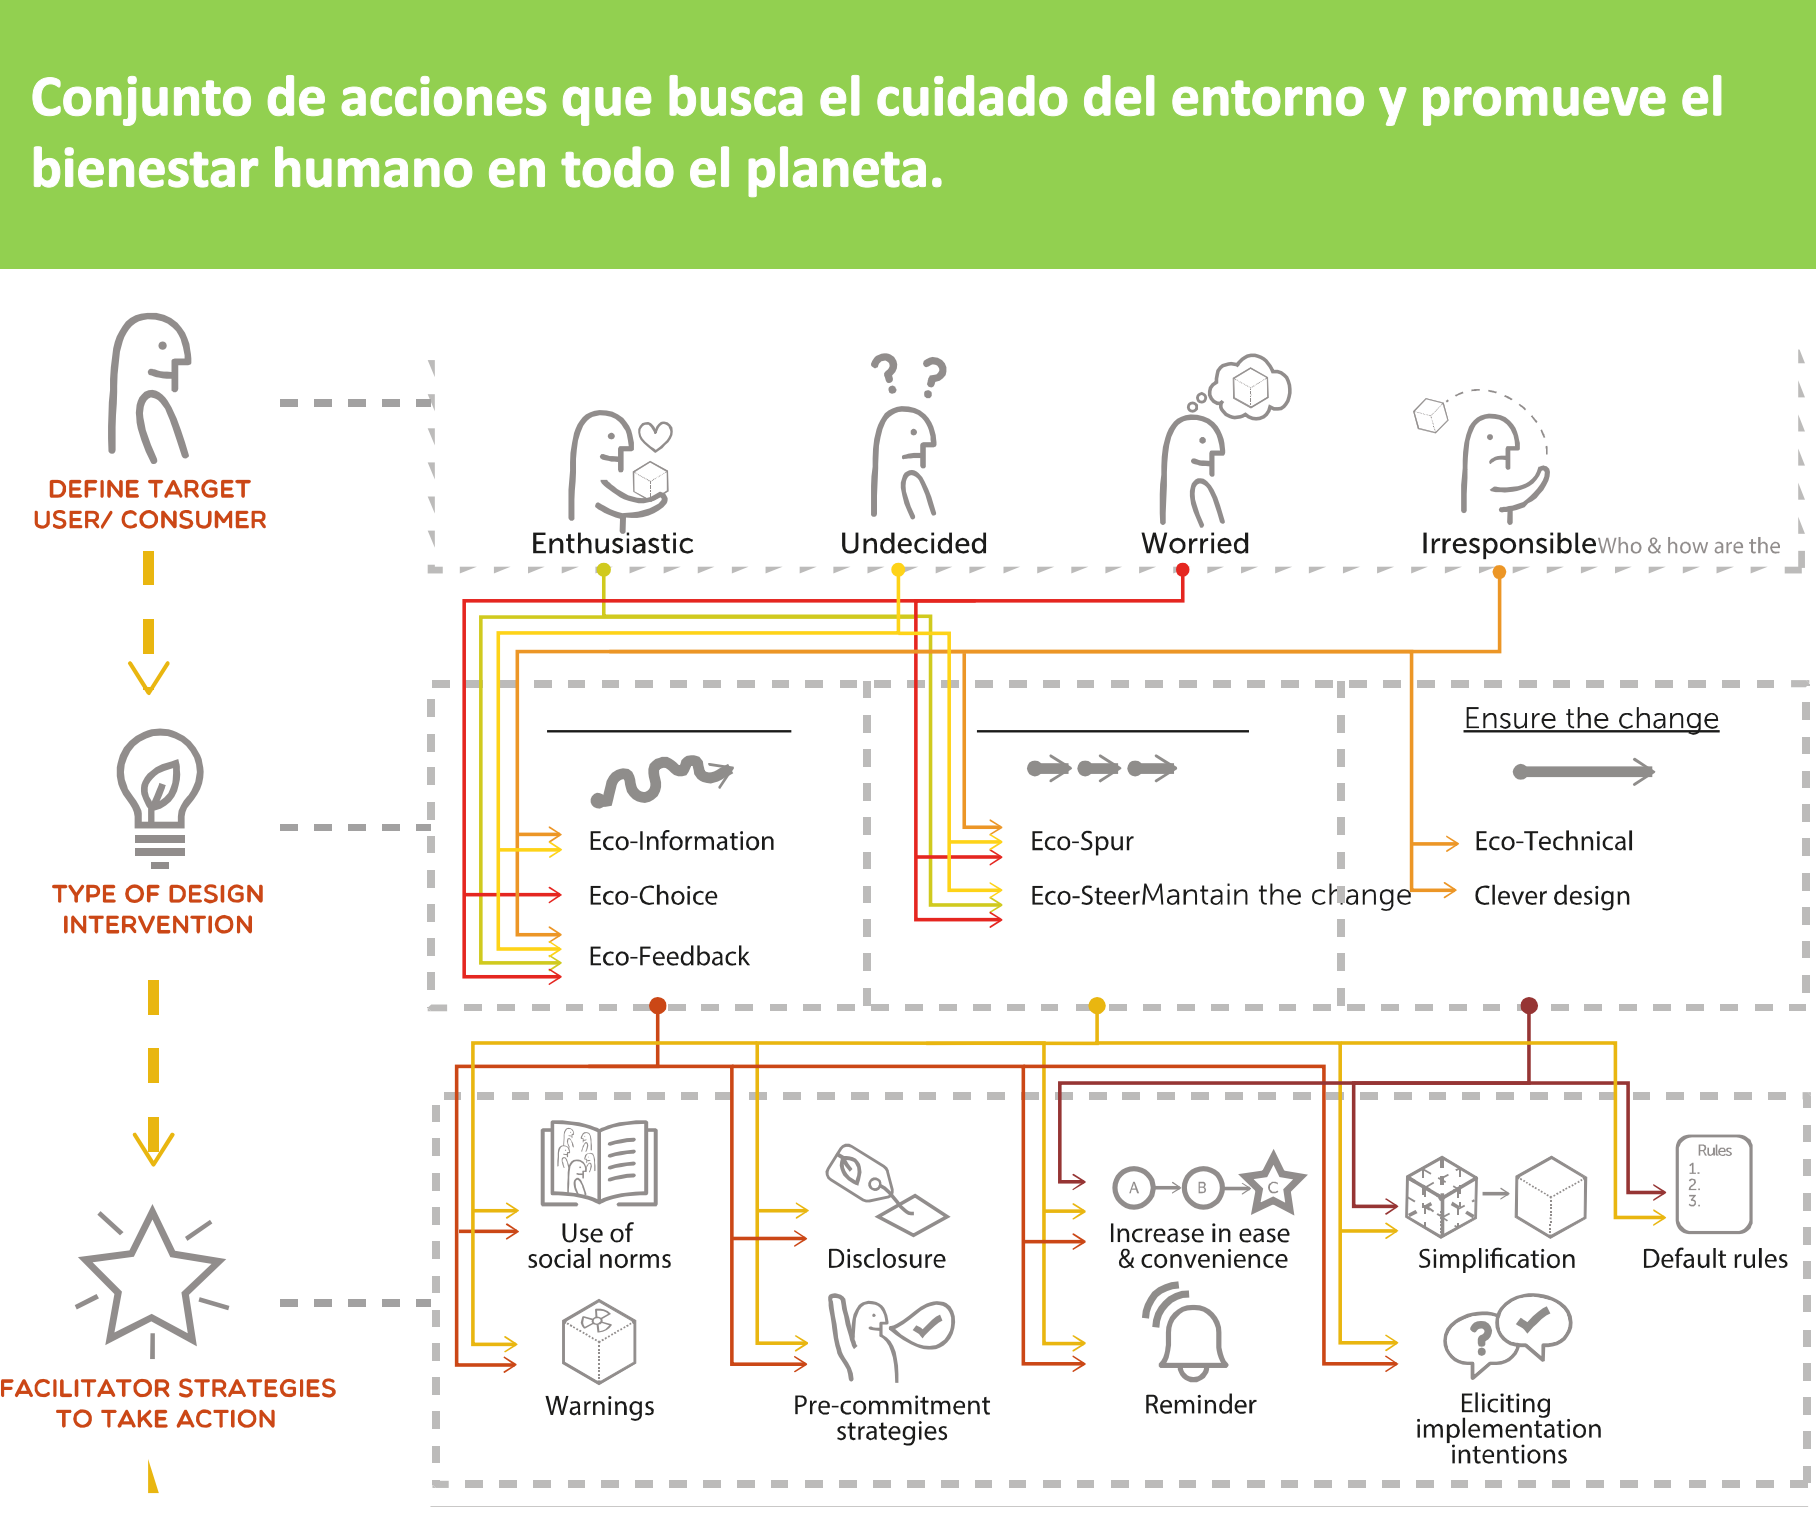 Conjunto de acciones que busca el cuidado del entorno y promueve el
bienestar humano en todo el planeta.
DEFINE TARGET
USER/ CONSUMER
Enthusiastic
Undecided
Worried
Irresponsible
Who & how are the
TYPE OF DESIGN
INTERVENTION
Eco-Information
Eco-Choice
Eco-Feedback
Eco-Spur
Eco-Steer
Mantain the change
Ensure the change
Eco-Technical
Clever design
FACILITATOR STRATEGIES
TO TAKE ACTION
Use of
social norms
Disclosure
A
B
C
Increase in ease
& convenience
Simplification
Rules
1.
2.
3.
Default rules
Warnings
Pre-commitment
strategies
Reminder
Eliciting
implementation
intentions